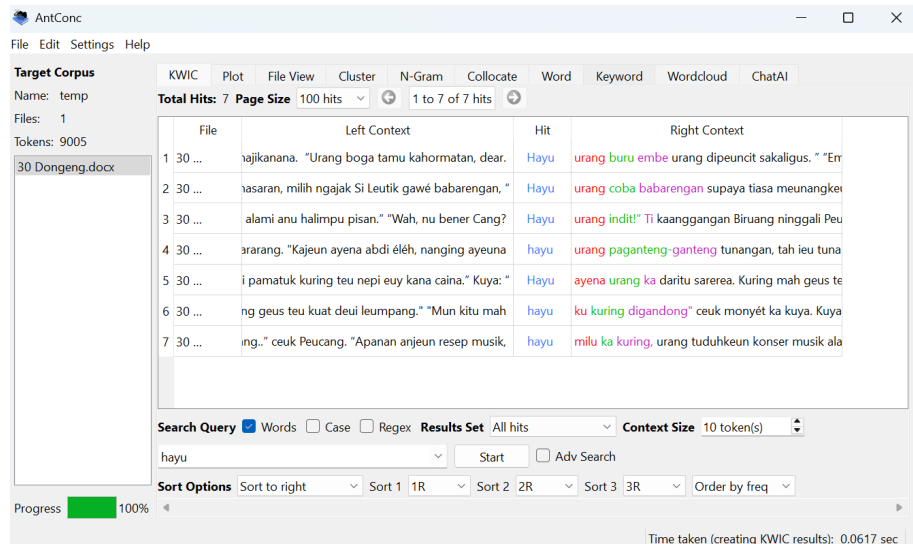 AntConc
File Edit Settings Help
Target Corpus
Name: temp
Files: 1
Tokens: 9005
30 Dongeng.docx
Progress 100%
KWIC Plot File View Cluster N-Gram Collocate Word Keyword Wordcloud ChatAI
Total Hits: 7 Page Size 100 hits 1 to 7 of 7 hits
File Left Context Hit Right Context
1 30 ... najikanana. “Urang boga tamu kahormatan, dear. Hayu urang buru embe urang dipeuncit sakaligus. ” “Em
2 30 ... nasaran, milih ngajak Si Leutik gawé babarengan, “ Hayu urang coba babarengan supaya tiasa meunangkeu
3 30 ... alami anu halimpu pisan.” “Wah, nu bener Cang? Hayu urang indit!” Ti kaanggangan Biruang ninggali Peu
4 30 ... ararang. “Kajeun ayena abdi éléh, nanging ayeuna hayu urang paganteng-ganteng tunangan, tah ieu tuna
5 30 ... i pamatuk kuring teu nepi euy kana caina.” Kuya: “ Hayu ayena urang ka daritu sarerea. Kuring mah geus te
6 30 ... ng geus teu kuat deui leumpang." "Mun kitu mah hayu ku kuring digandong" ceuk monyét ka kuya. Kuya
7 30 ... ng..” ceuk Peucang. “Apanan anjeun resep musik, hayu milu ka kuring, urang tuduhkeun konser musik ala
Search Query Words Case Regex Results Set All hits Context Size 10 token(s)
hayu Start Adv Search
Sort Options Sort to right Sort 1 1R Sort 2 2R Sort 3 3R Order by freq
Time taken (creating KWIC results): 0.0617 sec